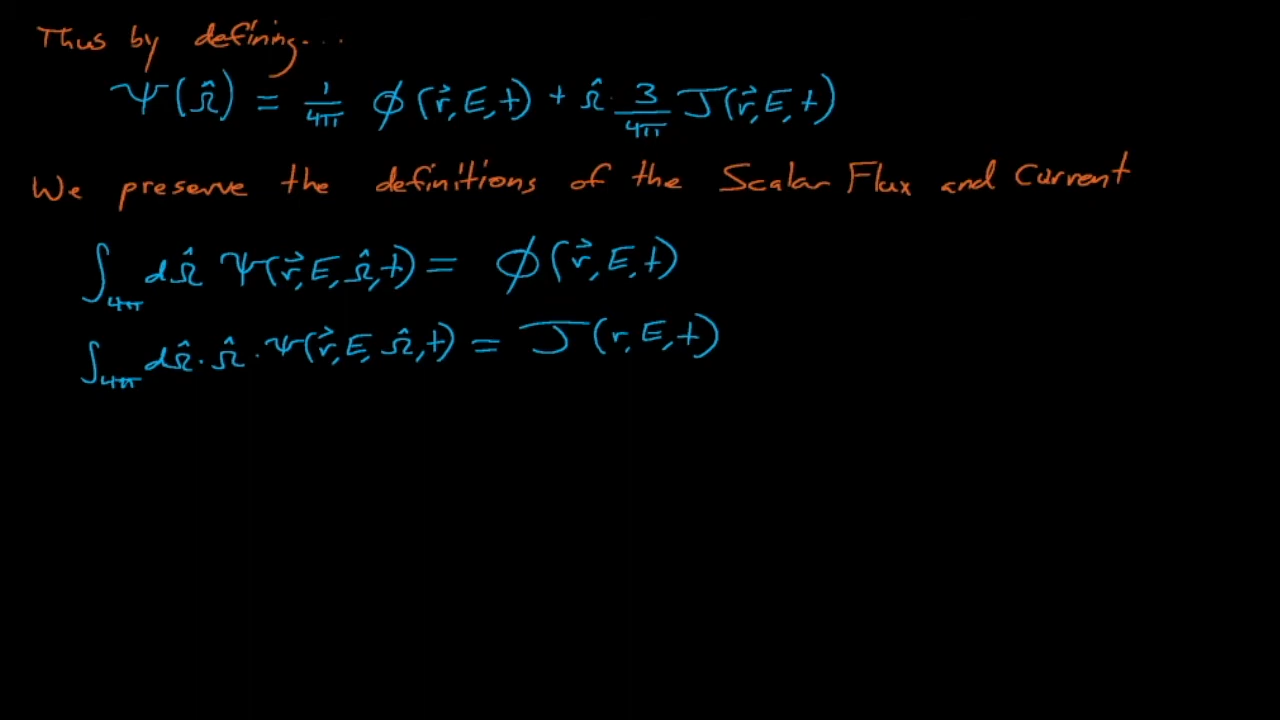 Thus by defining...
Ψ(Ω̂) = 1/4π ϕ(r⃗, E, t) + Ω̂ · 3/4π J(r⃗, E, t)
We preserve the definitions of the Scalar Flux and Current
∫4π dΩ̂ Ψ(r⃗, E, Ω̂, t) = ϕ(r⃗, E, t)
∫4π dΩ̂ · Ω̂ · Ψ(r⃗, E, Ω̂, t) = J(r, E, t)